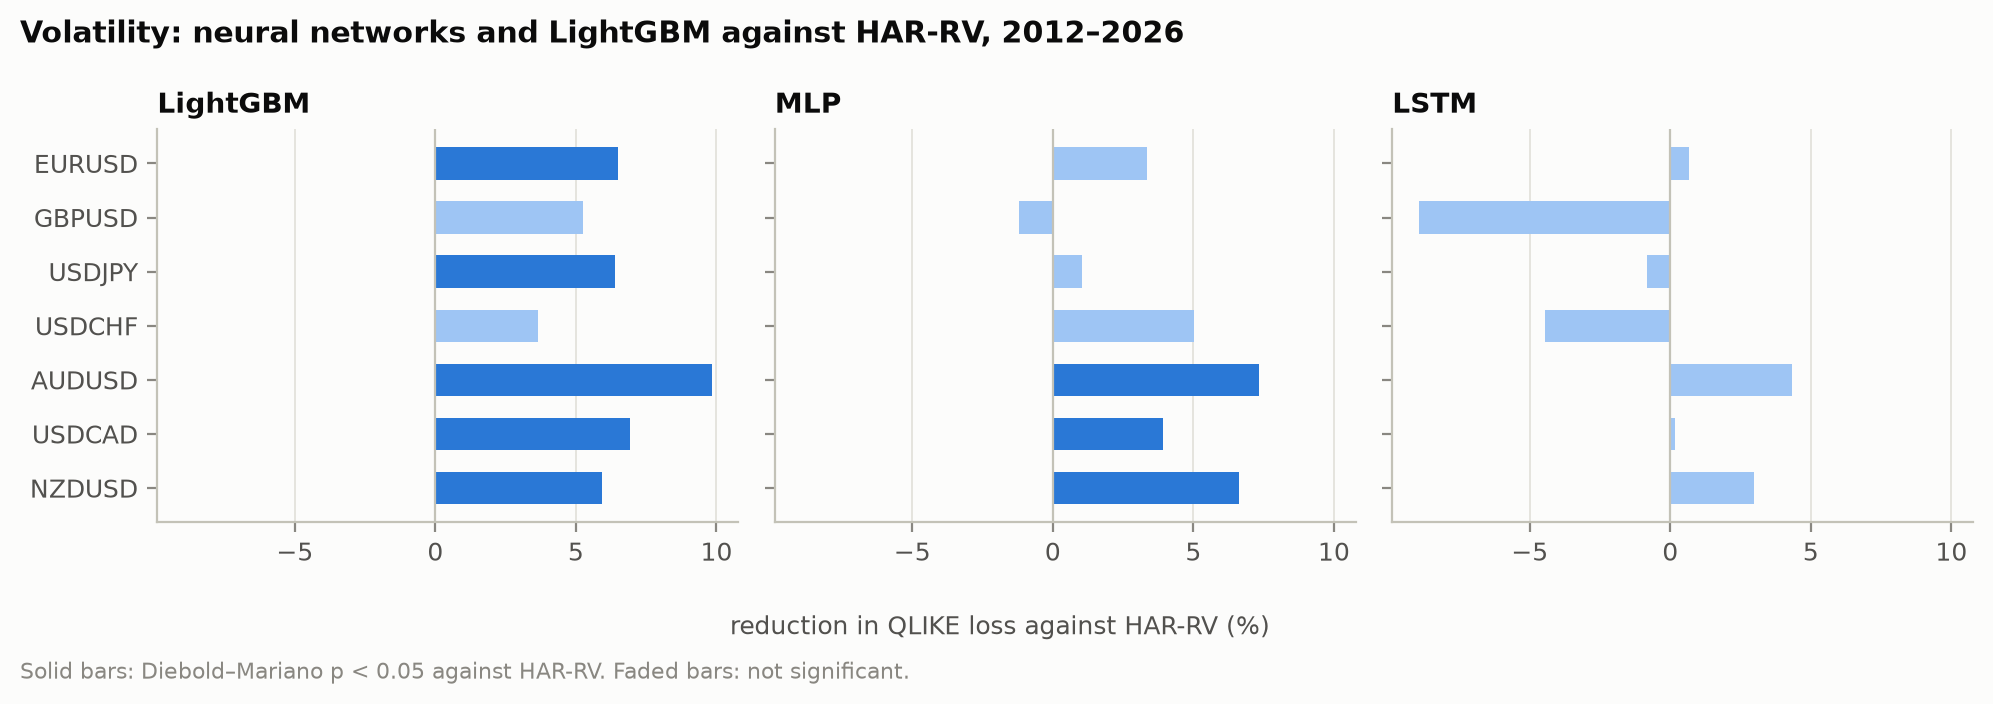 Volatility: neural networks and LightGBM against HAR-RV, 2012–2026
LightGBM
MLP
LSTM
EURUSD
GBPUSD
USDJPY
USDCHF
AUDUSD
USDCAD
NZDUSD
−5 0 5 10
−5 0 5 10
−5 0 5 10
reduction in QLIKE loss against HAR-RV (%)
Solid bars: Diebold–Mariano p < 0.05 against HAR-RV. Faded bars: not significant.